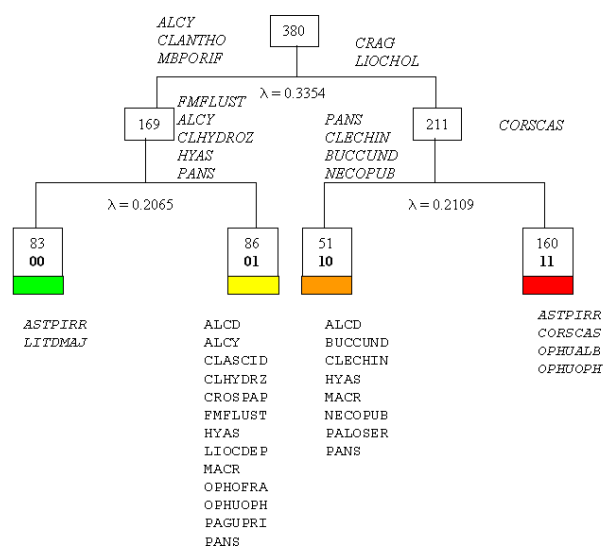 ALCY
CLANTHO
MBPORIF
380
CRAG
LIOCHOL
λ = 0.3354
169
FMFLUST
ALCY
CLHYDROZ
HYAS
PANS
PANS
CLECHIN
BUCCUND
NECOPUB
211
CORSCAS
λ = 0.2065
λ = 0.2109
83
00
86
01
51
10
160
11
ASTPIRR
LITDMAJ
ALCD
ALCY
CLASCID
CLHYDRZ
CROSPAP
FMFLUST
HYAS
LIOCDEP
MACR
OPHOFRA
OPHUOPH
PAGUPRI
PANS
ALCD
BUCCUND
CLECHIN
HYAS
MACR
NECOPUB
PALOSER
PANS
ASTPIRR
CORSCAS
OPHUALB
OPHUOPH